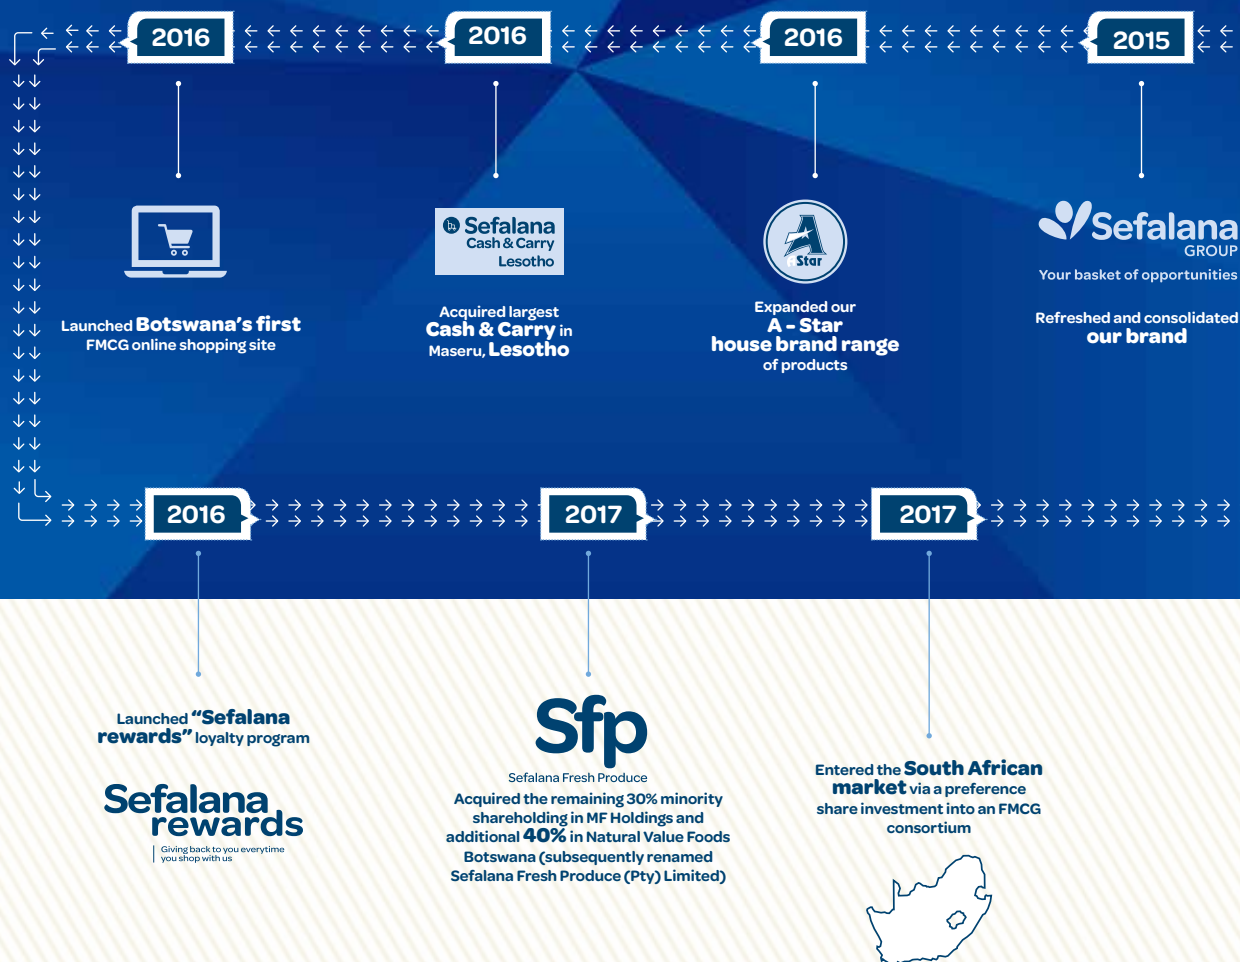 2016
2016
2016
2015
Sefalana
Cash & Carry
Lesotho
A
AStar
Sefalana
GROUP
Your basket of opportunities
Launched Botswana's first
FMCG online shopping site
Acquired largest
Cash & Carry in
Maseru, Lesotho
Expanded our
A - Star
house brand range
of products
Refreshed and consolidated
our brand
2016
2017
2017
Launched “Sefalana
rewards” loyalty program
Sefalana
rewards
Giving back to you everytime
you shop with us
Sfp
Sefalana Fresh Produce
Acquired the remaining 30% minority
shareholding in MF Holdings and
additional 40% in Natural Value Foods
Botswana (subsequently renamed
Sefalana Fresh Produce (Pty) Limited)
Entered the South African
market via a preference
share investment into an FMCG
consortium